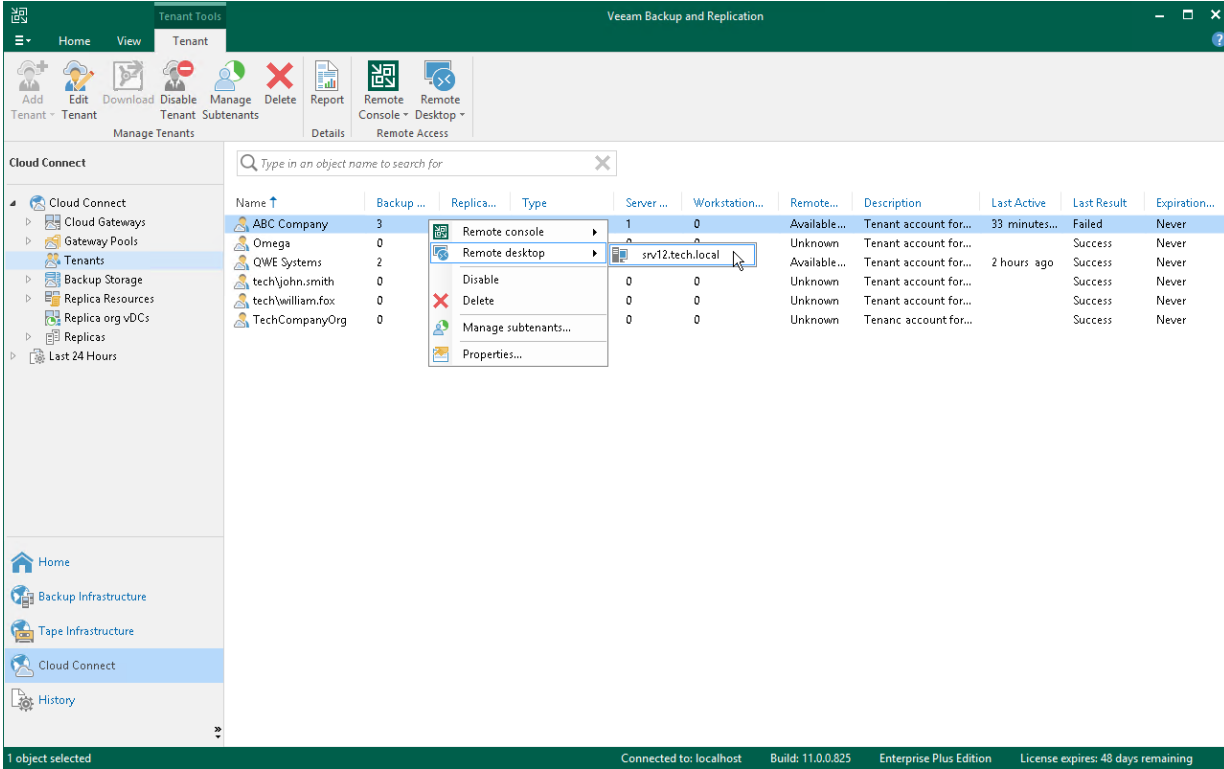 Tenant Tools
Veeam Backup and Replication
Home View Tenant
Add Tenant
Edit Tenant
Download
Disable Tenant
Manage Subtenants
Delete
Report
Remote Console
Remote Desktop
Manage Tenants
Details
Remote Access
Cloud Connect
Type in an object name to search for
Cloud Connect
Cloud Gateways
Gateway Pools
Tenants
Backup Storage
Replica Resources
Replica org vDCs
Replicas
Last 24 Hours
Name Backup ... Replica... Type Server ... Workstation... Remote... Description Last Active Last Result Expiration...
ABC Company 3 1 0 Available... Tenant account for... 33 minutes... Failed Never
Omega 0 Unknown Tenant account for... Success Never
QWE Systems 2 Available... Tenant account for... 2 hours ago Success Never
tech\john.smith 0 0 0 Unknown Tenant account for... Success Never
tech\william.fox 0 0 0 Unknown Tenant account for... Success Never
TechCompanyOrg 0 0 0 Unknown Tenanc account for... Success Never
Remote console
Remote desktop
srv12.tech.local
Disable
Delete
Manage subtenants...
Properties...
Home
Backup Infrastructure
Tape Infrastructure
Cloud Connect
History
1 object selected
Connected to: localhost Build: 11.0.0.825 Enterprise Plus Edition License expires: 48 days remaining